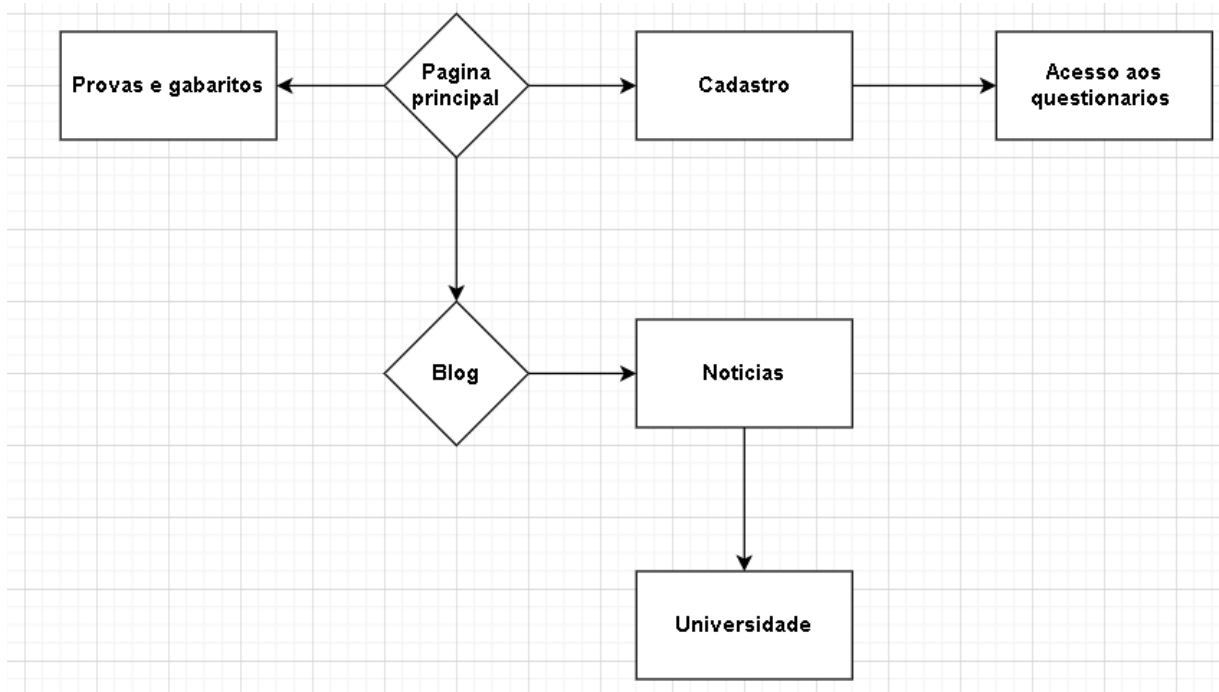 Provas e gabaritos
Pagina
principal
Cadastro
Acesso aos
questionarios
Blog
Noticias
Universidade